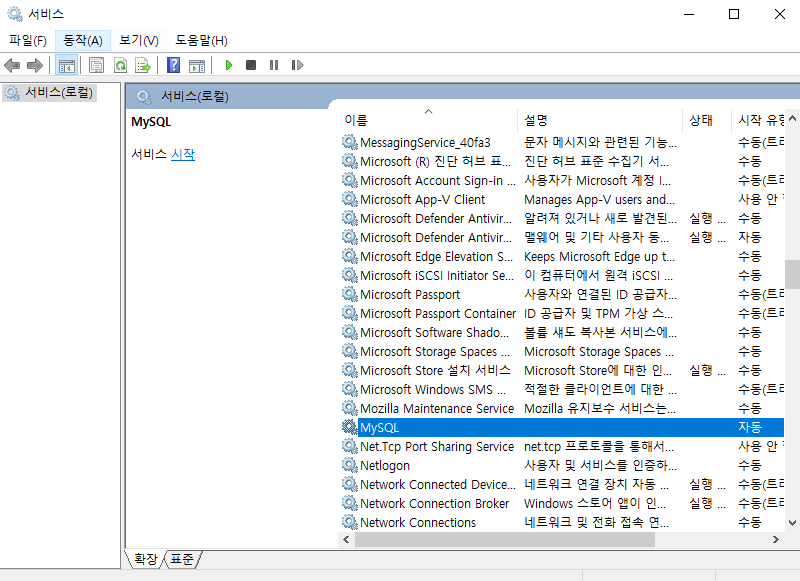 서비스
파일(F) 동작(A) 보기(V) 도움말(H)
서비스(로컬)
서비스(로컬)
MySQL
서비스 시작
이름 설명 상태 시작 유형
MessagingService_40fa3 문자 메시지와 관련된 기능... 수동(트리
Microsoft (R) 진단 허브 표... 진단 허브 표준 수집기 서... 수동
Microsoft Account Sign-in ... 사용자가 Microsoft 계정 I... 수동(트리
Microsoft App-V Client Manages App-V users and... 사용 안
Microsoft Defender Antivir... 알려져 있거나 새로 발견된... 실행 ... 수동
Microsoft Defender Antivir... 맬웨어 및 기타 사용자 동... 실행 ... 자동
Microsoft Edge Elevation S... Keeps Microsoft Edge up t... 수동
Microsoft iSCSI Initiator Se... 이 컴퓨터에서 원격 iSCSI ... 수동
Microsoft Passport 사용자와 연결된 ID 공급자... 수동(트리
Microsoft Passport Container ID 공급자 및 TPM 가상 스... 수동(트리
Microsoft Software Shado... 볼륨 섀도 복사본 서비스에... 수동
Microsoft Storage Spaces ... Microsoft Storage Spaces ... 수동
Microsoft Store 설치 서비스 Microsoft Store에 대한 인... 실행 ... 수동
Microsoft Windows SMS ... 적절한 클라이언트에 대한 ... 수동(트리
Mozilla Maintenance Service Mozilla 유지보수 서비스는... 수동
MySQL 자동
Net.Tcp Port Sharing Service net.tcp 프로토콜을 통해서... 사용 안
Netlogon 사용자 및 서비스를 인증하... 수동
Network Connected Device... 네트워크 연결 장치 자동 ... 실행 ... 수동(트리
Network Connection Broker Windows 스토어 앱이 인... 실행 ... 수동(트리
Network Connections 네트워크 및 전화 접속 연... 수동
확장 표준